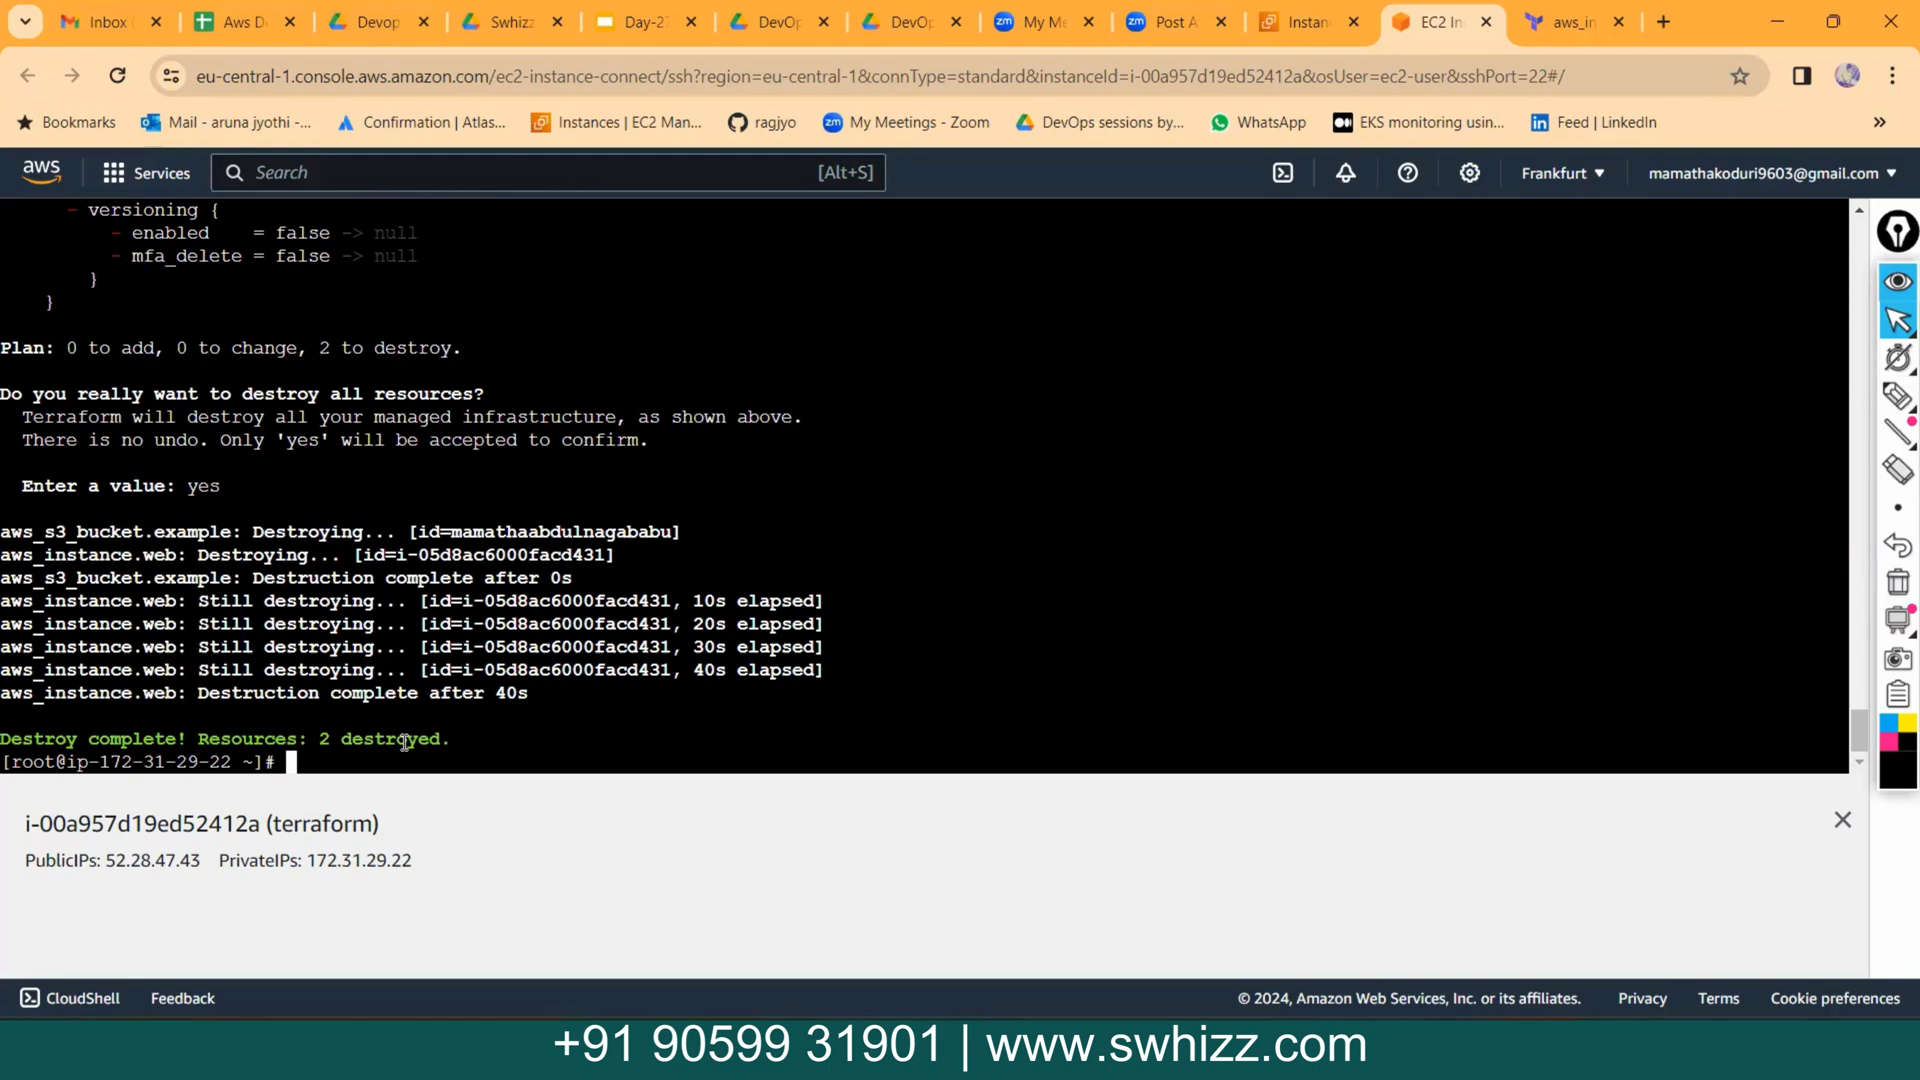 Inbox
Aws D
Devop
Swhizz
Day-2
DevOp
DevOp
My Me
Post A
Instan
EC2 In
aws_in
eu-central-1.console.aws.amazon.com/ec2-instance-connect/ssh?region=eu-central-1&connType=standard&instanceId=i-00a957d19ed52412a&osUser=ec2-user&sshPort=22#/
Bookmarks
Mail - aruna jyothi -...
Confirmation | Atlas...
Instances | EC2 Man...
ragjyo
My Meetings - Zoom
DevOps sessions by...
WhatsApp
EKS monitoring usin...
Feed | LinkedIn
aws
Services
Search
[Alt+S]
Frankfurt
mamathakoduri9603@gmail.com
- versioning {
- enabled    = false -> null
- mfa_delete = false -> null
}
}
Plan: 0 to add, 0 to change, 2 to destroy.
Do you really want to destroy all resources?
Terraform will destroy all your managed infrastructure, as shown above.
There is no undo. Only 'yes' will be accepted to confirm.
Enter a value: yes
aws_s3_bucket.example: Destroying... [id=mamathaabdulnagababu]
aws_instance.web: Destroying... [id=i-05d8ac6000facd431]
aws_s3_bucket.example: Destruction complete after 0s
aws_instance.web: Still destroying... [id=i-05d8ac6000facd431, 10s elapsed]
aws_instance.web: Still destroying... [id=i-05d8ac6000facd431, 20s elapsed]
aws_instance.web: Still destroying... [id=i-05d8ac6000facd431, 30s elapsed]
aws_instance.web: Still destroying... [id=i-05d8ac6000facd431, 40s elapsed]
aws_instance.web: Destruction complete after 40s
Destroy complete! Resources: 2 destroyed.
[root@ip-172-31-29-22 ~]#
i-00a957d19ed52412a (terraform)
PublicIPs: 52.28.47.43 PrivateIPs: 172.31.29.22
CloudShell
Feedback
© 2024, Amazon Web Services, Inc. or its affiliates.
Privacy
Terms
Cookie preferences
+91 90599 31901 | www.swhizz.com